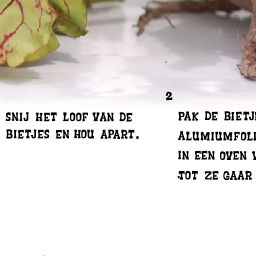 SNIJ HET LOOF VAN DE
BIETJES EN HOU APART.
2
PAK DE
IN EEN OVEN
TOT ZE GAAR